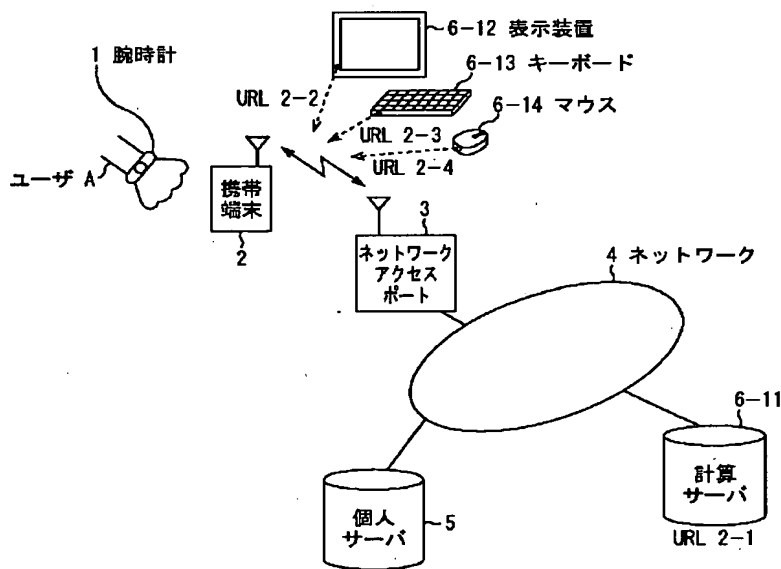 6-12 表示装置
1 腕時計
6-13 キーボード
URL 2-2
6-14 マウス
URL 2-3
URL 2-4
ユーザ A
携帯
端末
2
3
ネットワーク
アクセス
ポート
4 ネットワーク
6-11
計算
サーバ
URL 2-1
個人
サーバ
5